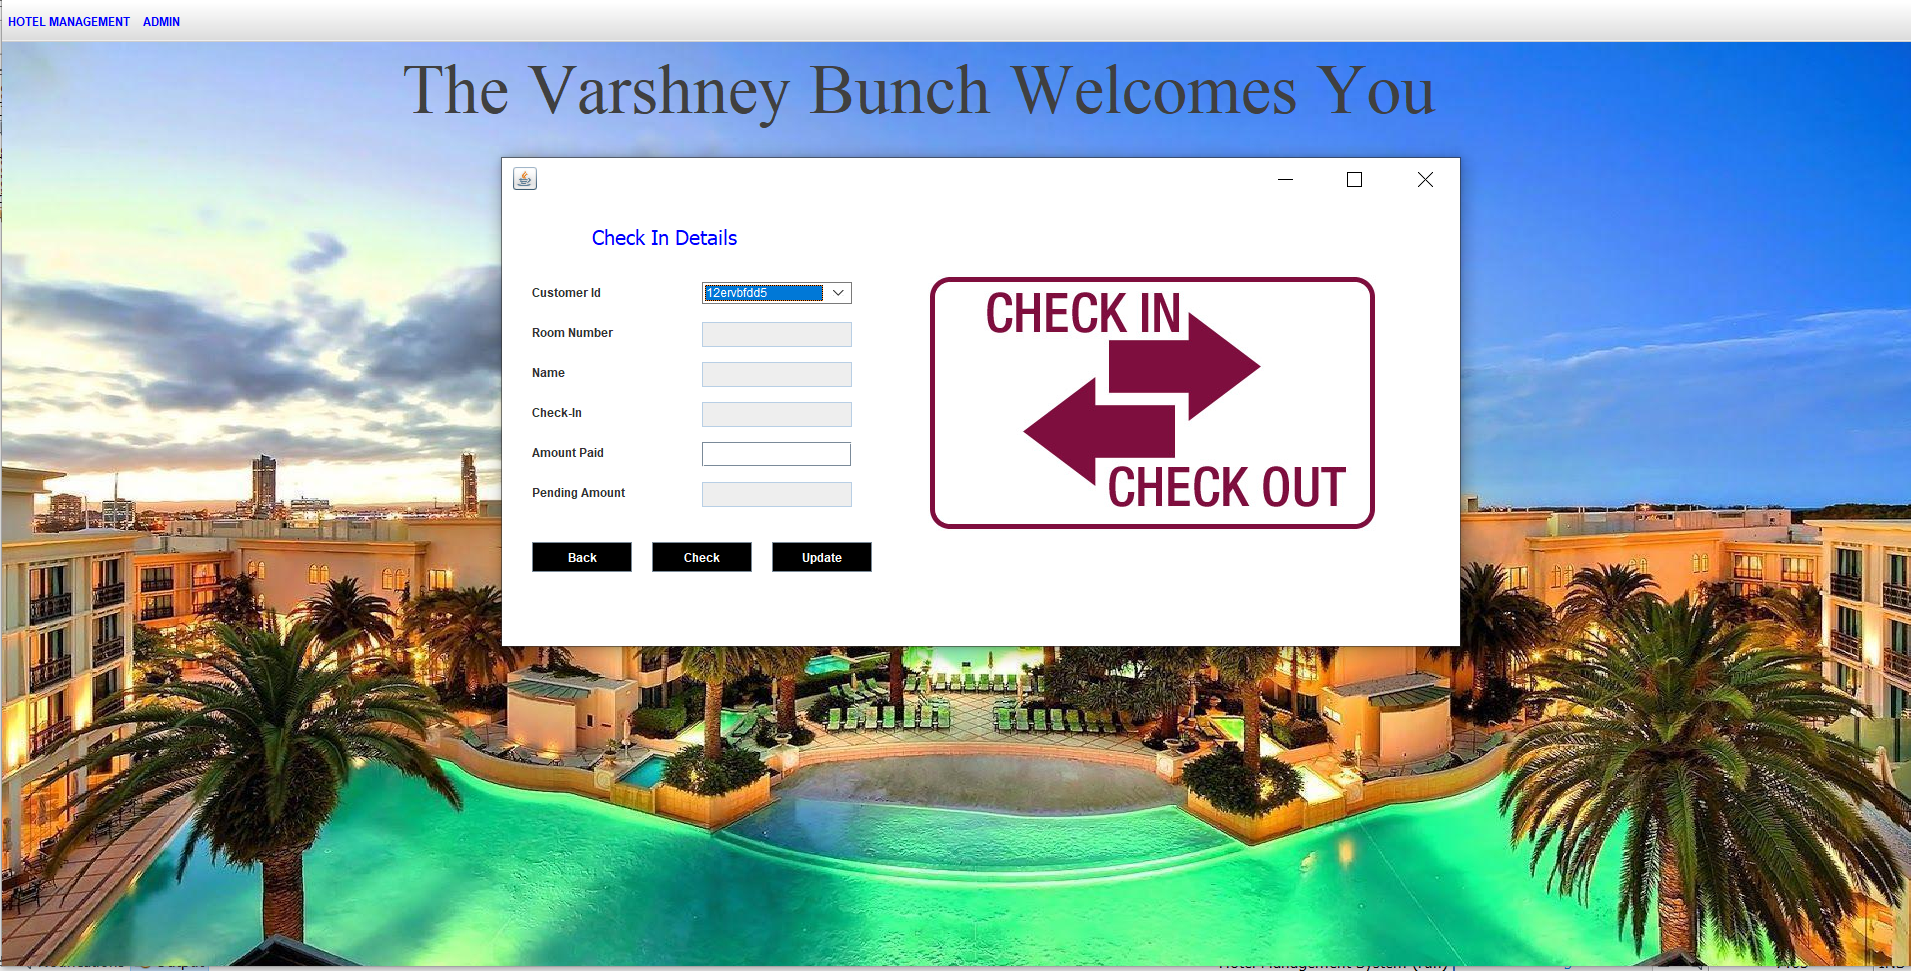 HOTEL MANAGEMENT ADMIN
The Varshney Bunch Welcomes You
Check In Details
Customer Id 12ervbfdd5
Room Number
Name
Check-In
Amount Paid
Pending Amount
Back Check Update
CHECK IN
CHECK OUT